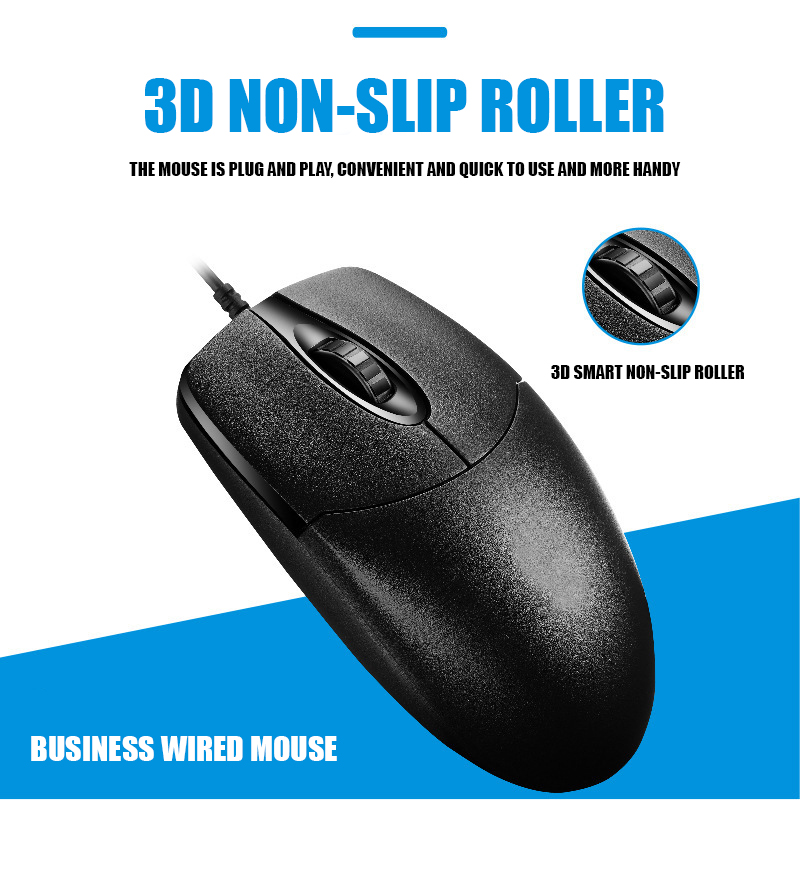 3D NON-SLIP ROLLER
THE MOUSE IS PLUG AND PLAY, CONVENIENT AND QUICK TO USE AND MORE HANDY
3D SMART NON-SLIP ROLLER
BUSINESS WIRED MOUSE